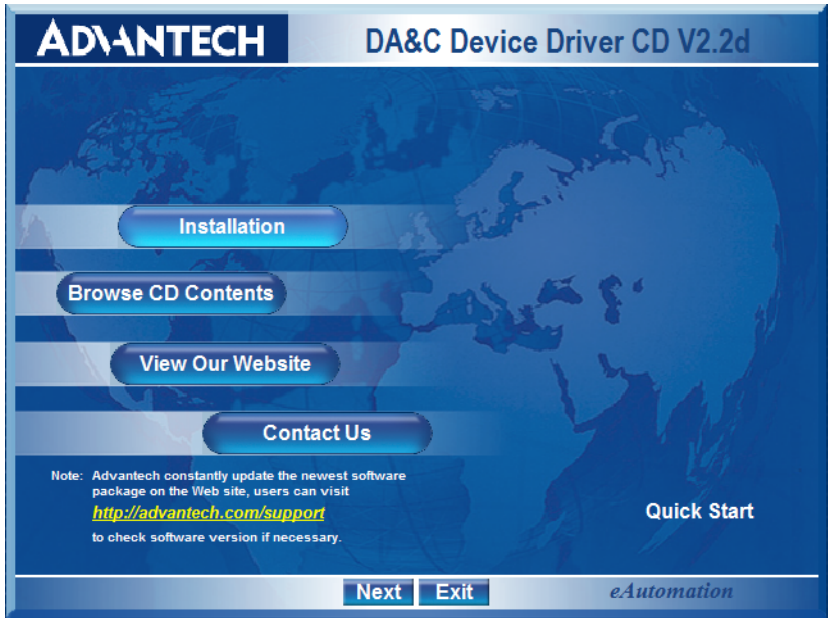 ADVANTECH
DA&C Device Driver CD V2.2d
Installation
Browse CD Contents
View Our Website
Contact Us
Note: Advantech constantly update the newest software
package on the Web site, users can visit
http://advantech.com/support
to check software version if necessary.
Quick Start
Next
Exit
eAutomation